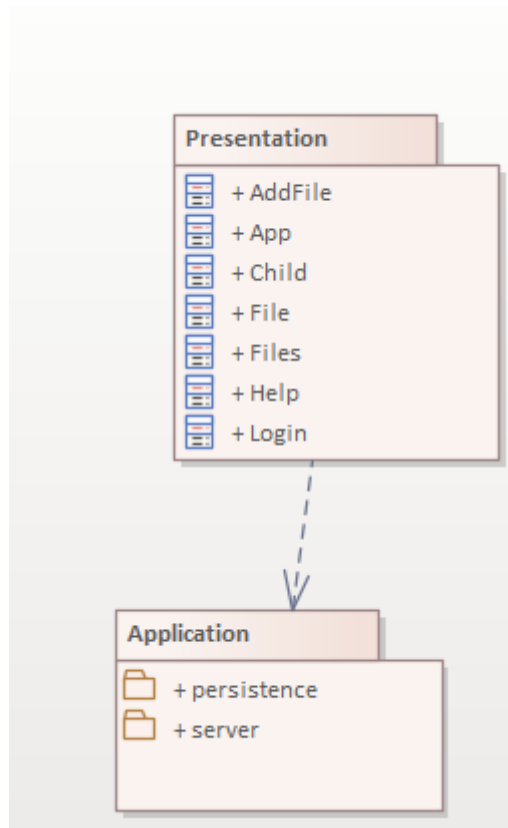 Presentation
+ AddFile
+ App
+ Child
+ File
+ Files
+ Help
+ Login
Application
+ persistence
+ server